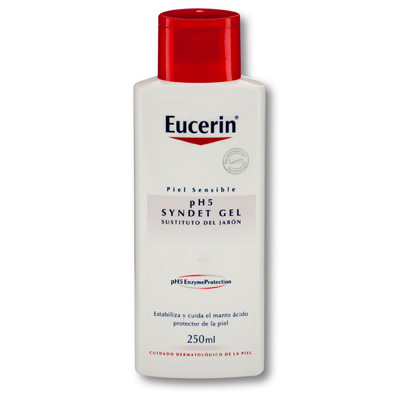 Eucerin®
Piel Sensible
pH5
SYNDET GEL
SUSTITUTO DEL JABÓN
pH5 EnzymeProtection
Estabiliza y cuida el manto ácido
protector de la piel
250ml
CUIDADO DERMATOLÓGICO DE LA PIEL